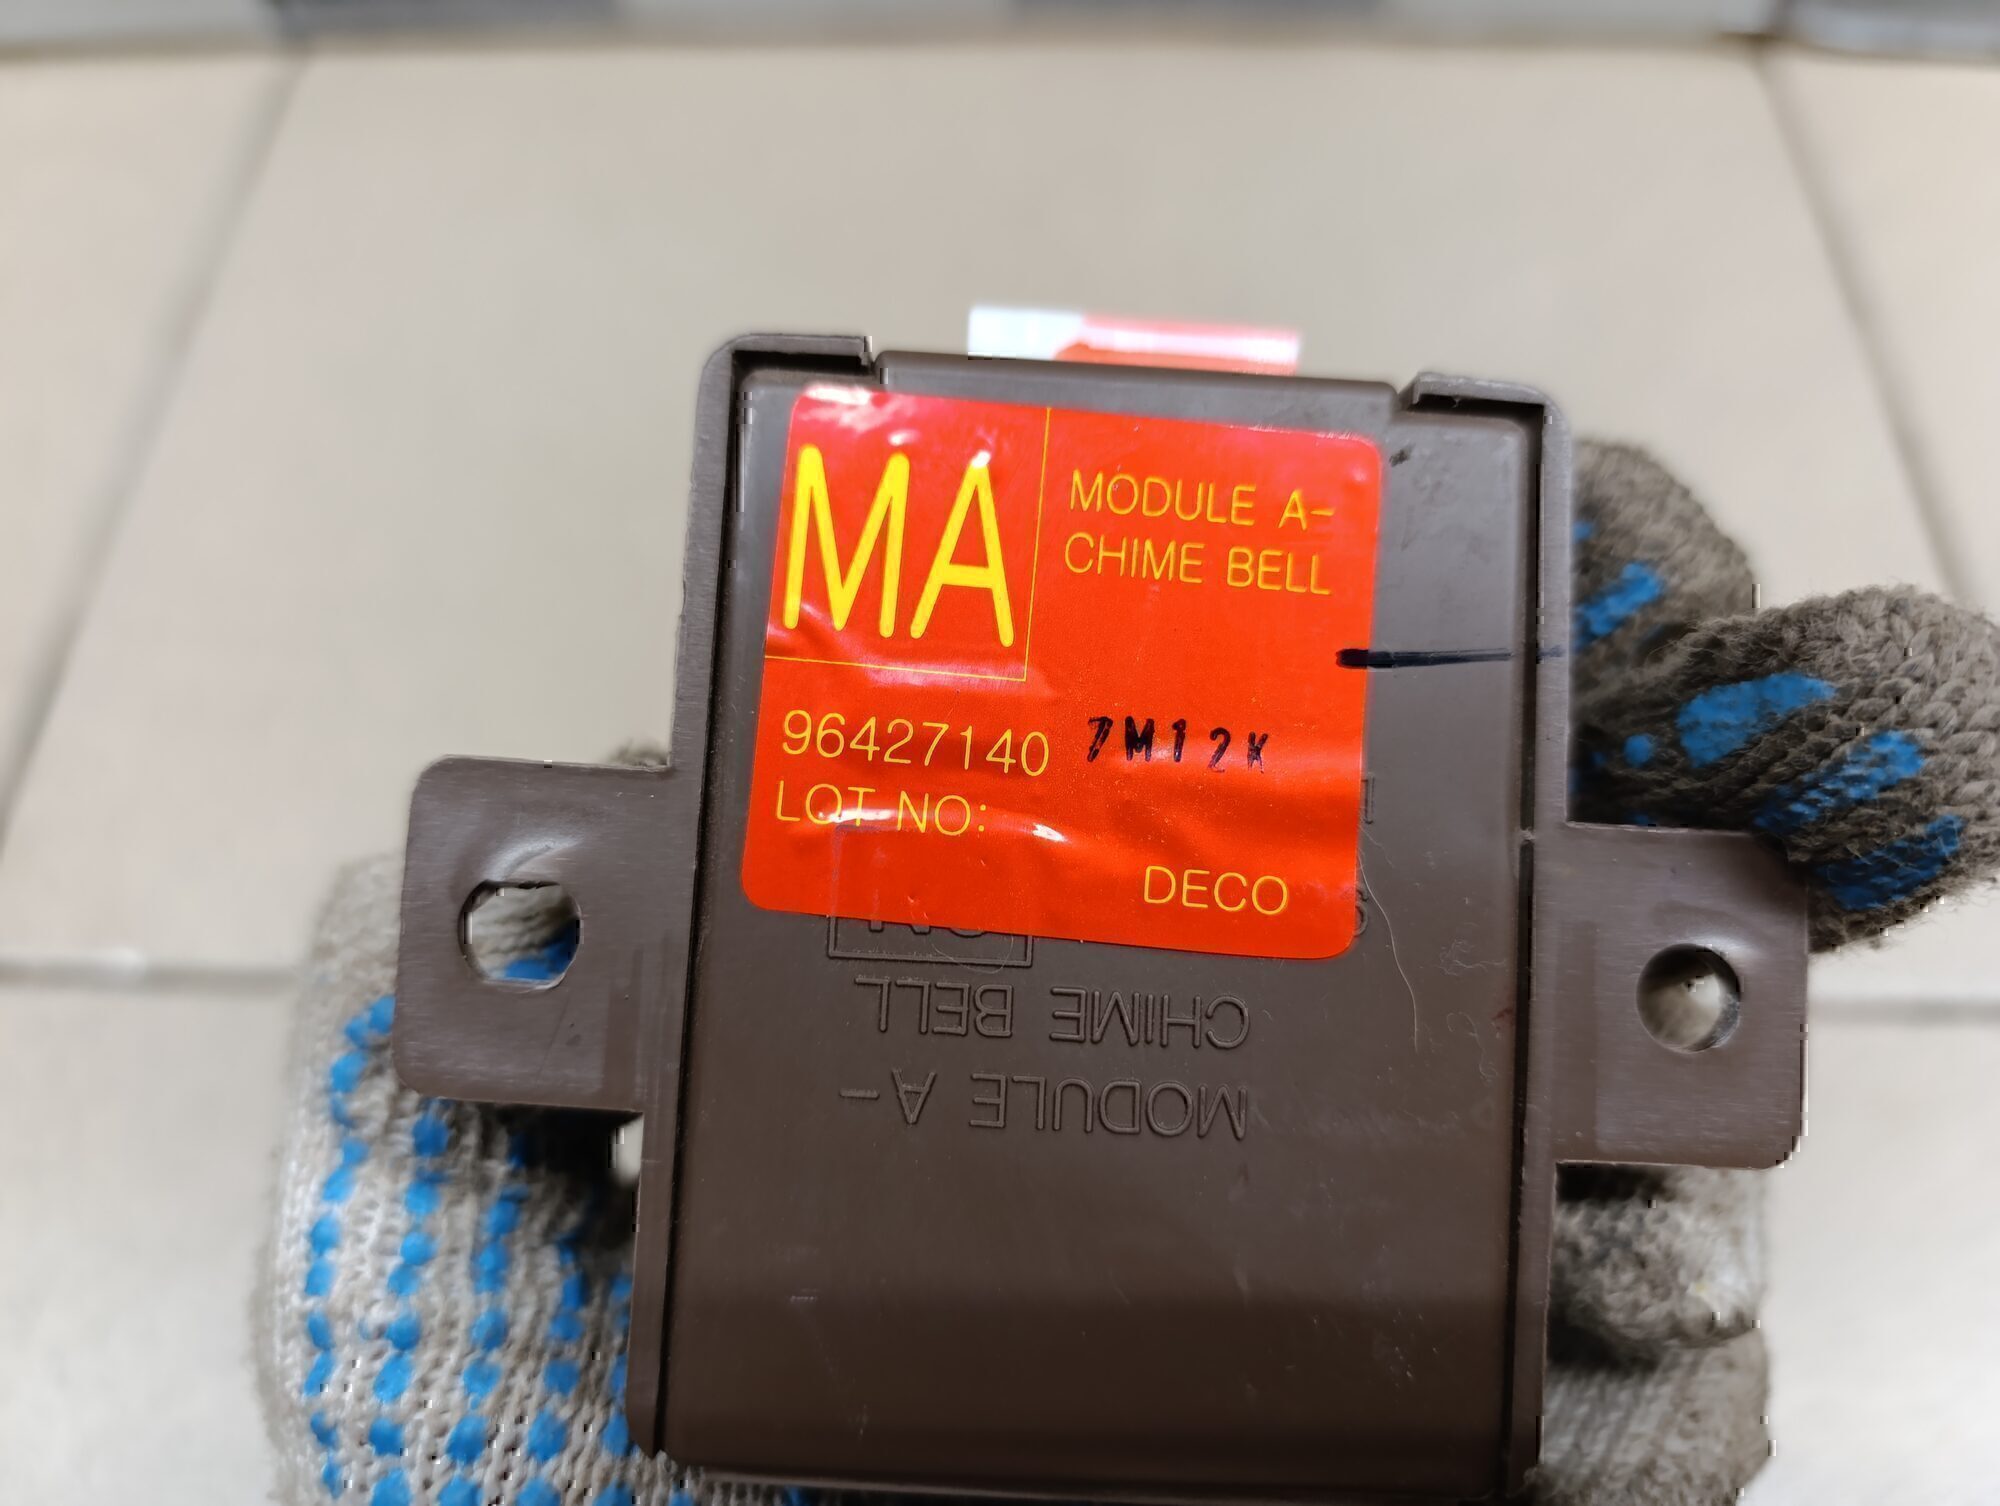 MA
MODULE A-
CHIME BELL
96427140 7M12K
LOT NO:
DECO
MODULE A-
CHIME BELL